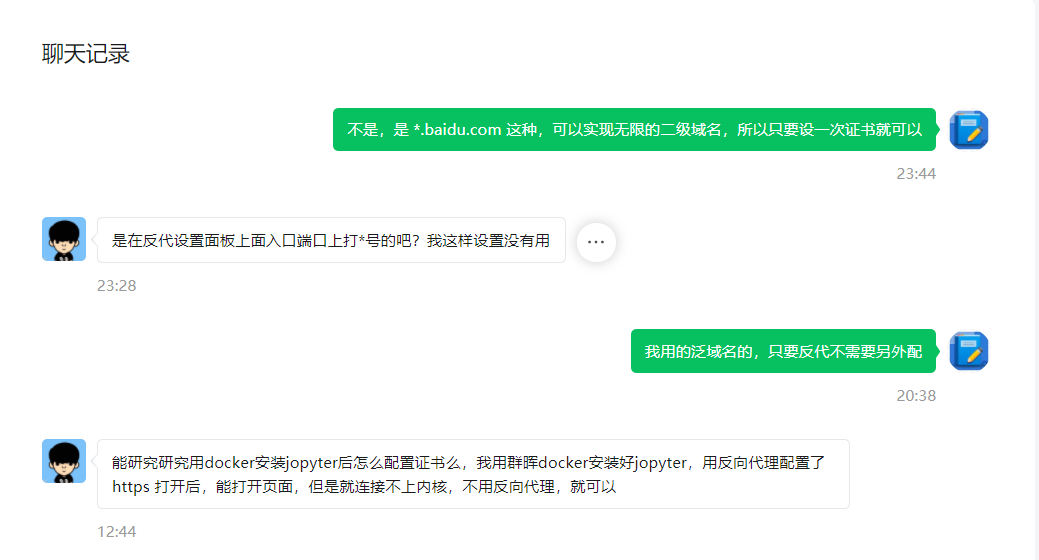 聊天记录
不是，是 *.baidu.com 这种，可以实现无限的二级域名，所以只要设一次证书就可以
23:44
是在反代设置面板上面入口端口上打*号的吧？我这样设置没有用
23:28
我用的泛域名的，只要反代不需要另外配
20:38
能研究研究用docker安装jopyter后怎么配置证书么，我用群晖docker安装好jopyter，用反向代理配置了
https 打开后，能打开页面，但是就连接不上内核，不用反向代理，就可以
12:44